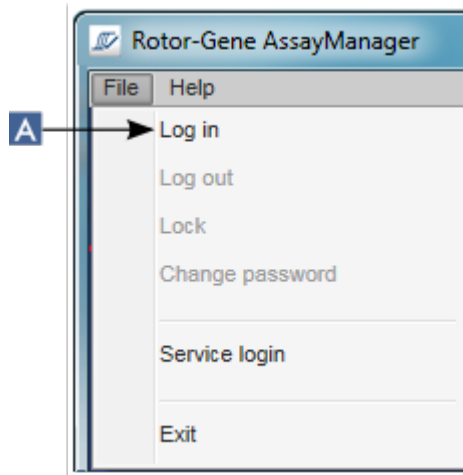 Rotor-Gene AssayManager
File Help
A Log in
Log out
Lock
Change password
Service login
Exit